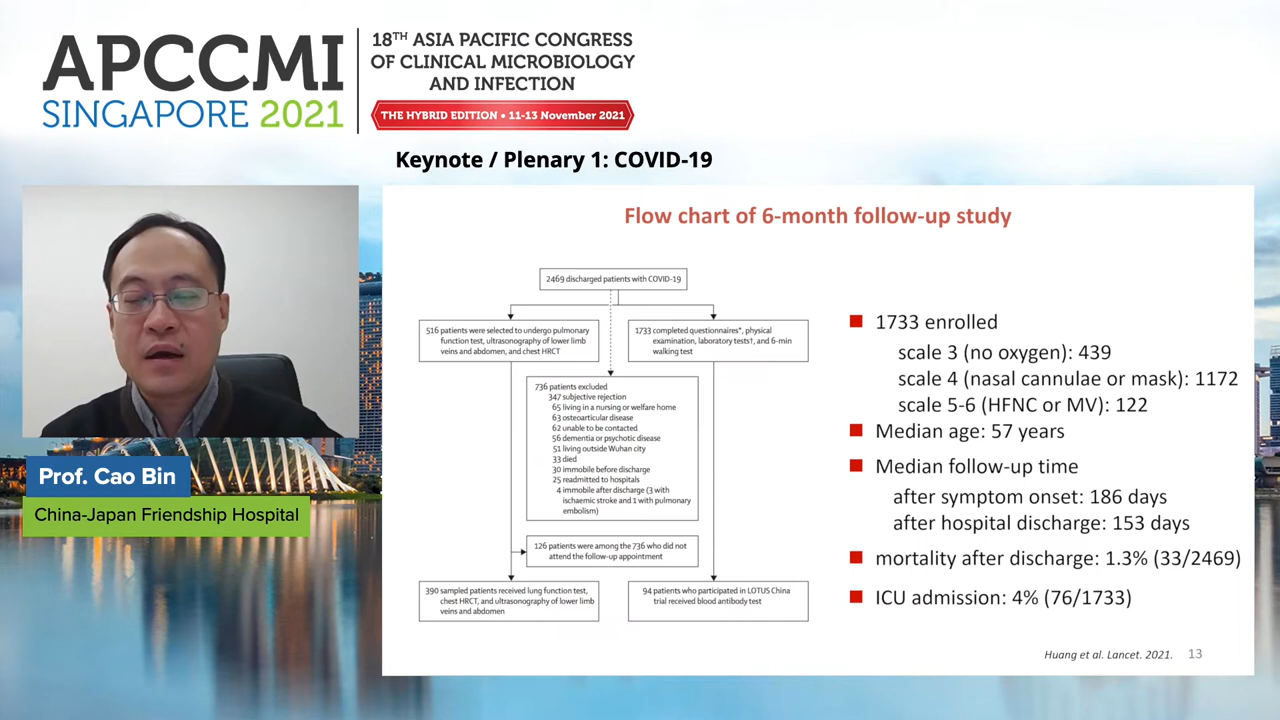 APCCMI
SINGAPORE 2021
18TH ASIA PACIFIC CONGRESS
OF CLINICAL MICROBIOLOGY
AND INFECTION
THE HYBRID EDITION • 11-13 November 2021
Keynote / Plenary 1: COVID-19
Prof. Cao Bin
China-Japan Friendship Hospital
Flow chart of 6-month follow-up study
2469 discharged patients with COVID-19
516 patients were selected to undergo pulmonary
function test, ultrasonography of lower limb
veins and abdomen, and chest HRCT
1733 completed questionnaires*, physical
examination, laboratory tests†, and 6-min
walking test
736 patients excluded
347 subjective rejection
65 living in a nursing or welfare home
63 osteoarticular disease
62 unable to be contacted
56 dementia or psychotic disease
51 living outside Wuhan city
33 died
30 immobile before discharge
25 readmitted to hospitals
4 immobile after discharge (3 with
ischaemic stroke and 1 with pulmonary
embolism)
126 patients were among the 736 who did not
attend the follow-up appointment
390 sampled patients received lung function test,
chest HRCT, and ultrasonography of lower limb
veins and abdomen
94 patients who participated in LOTUS China
trial received blood antibody test
1733 enrolled
scale 3 (no oxygen): 439
scale 4 (nasal cannulae or mask): 1172
scale 5-6 (HFNC or MV): 122
Median age: 57 years
Median follow-up time
after symptom onset: 186 days
after hospital discharge: 153 days
mortality after discharge: 1.3% (33/2469)
ICU admission: 4% (76/1733)
Huang et al. Lancet. 2021. 13